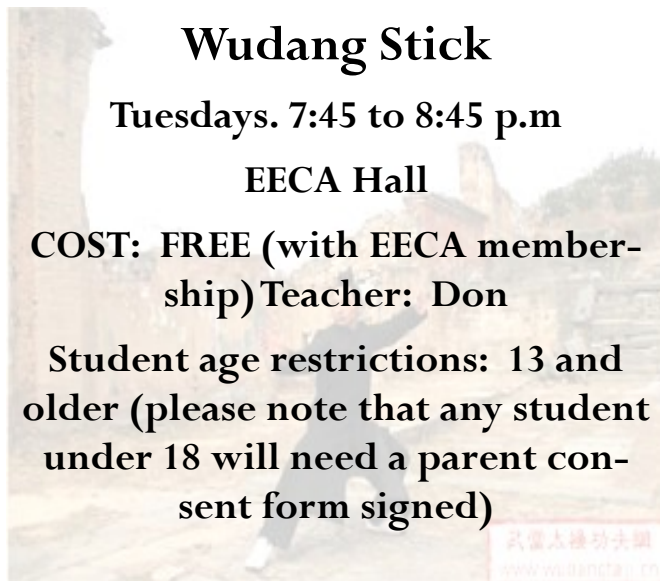 Wudang Stick
Tuesdays. 7:45 to 8:45 p.m
EECA Hall
COST: FREE (with EECA member-
ship) Teacher: Don
Student age restrictions: 13 and
older (please note that any student
under 18 will need a parent con-
sent form signed)